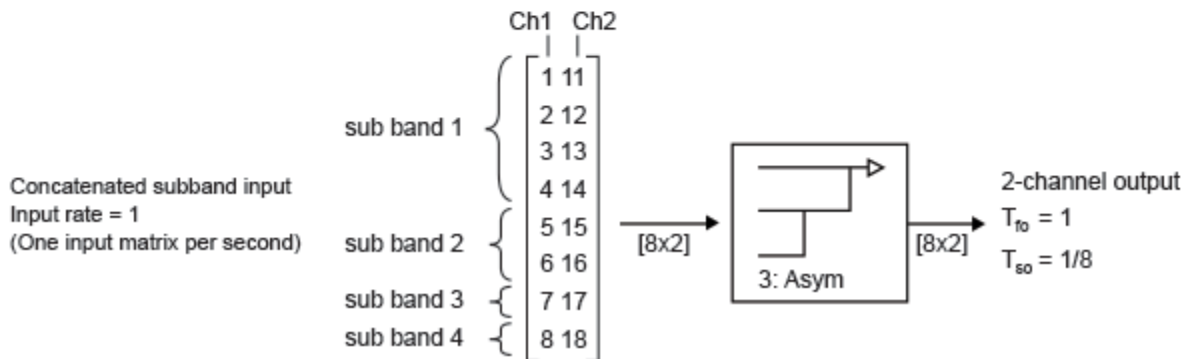 Ch1 Ch2
1 11
sub band 1
2 12
3 13
4 14
Concatenated subband input
Input rate = 1
(One input matrix per second)
sub band 2
5 15
6 16
sub band 3
7 17
sub band 4
8 18
[8x2]
3: Asym
[8x2]
2-channel output
Tfo = 1
Tso = 1/8